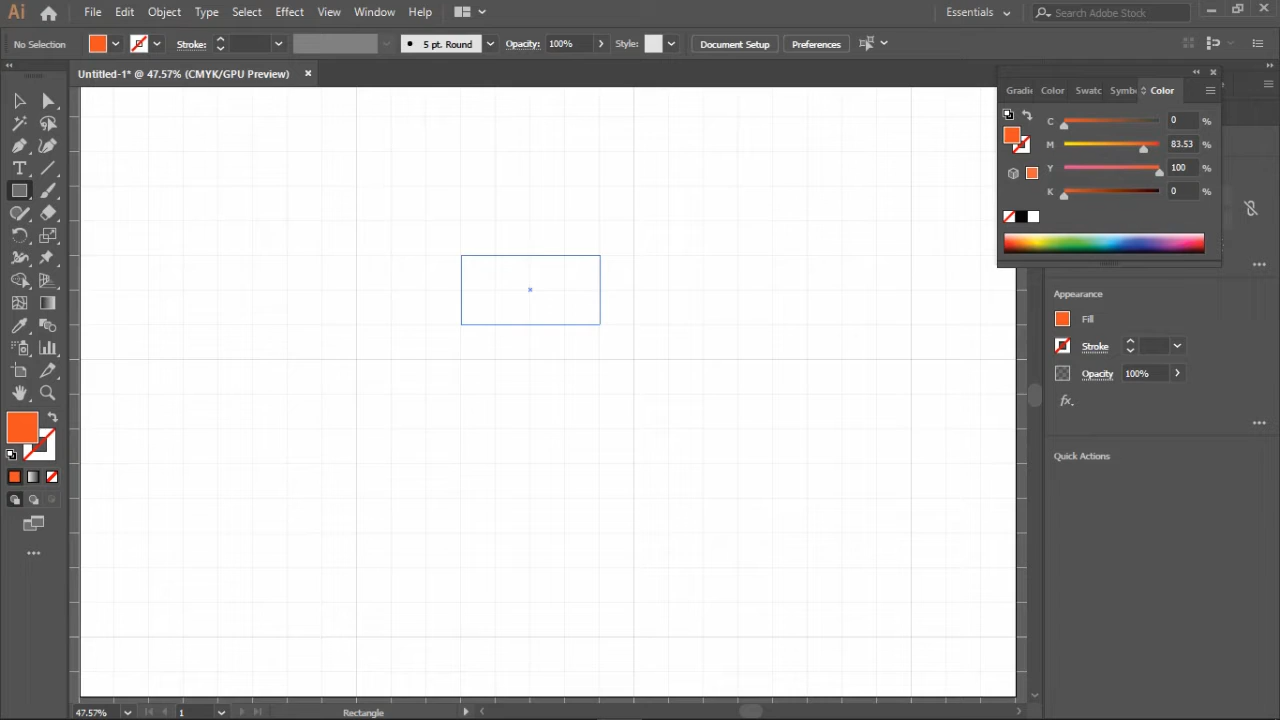 Ai File Edit Object Type Select Effect View Window Help Essentials Search Adobe Stock
No Selection Stroke: 5 pt. Round Opacity: 100% Style: Document Setup Preferences
Untitled-1* @ 47.57% (CMYK/GPU Preview)
Gradie Color Swatc Symbo Color
C 0 %
M 83.53 %
Y 100 %
K 0 %
Appearance
Fill
Stroke
Opacity 100%
fx.
Quick Actions
47.57% 1 Rectangle